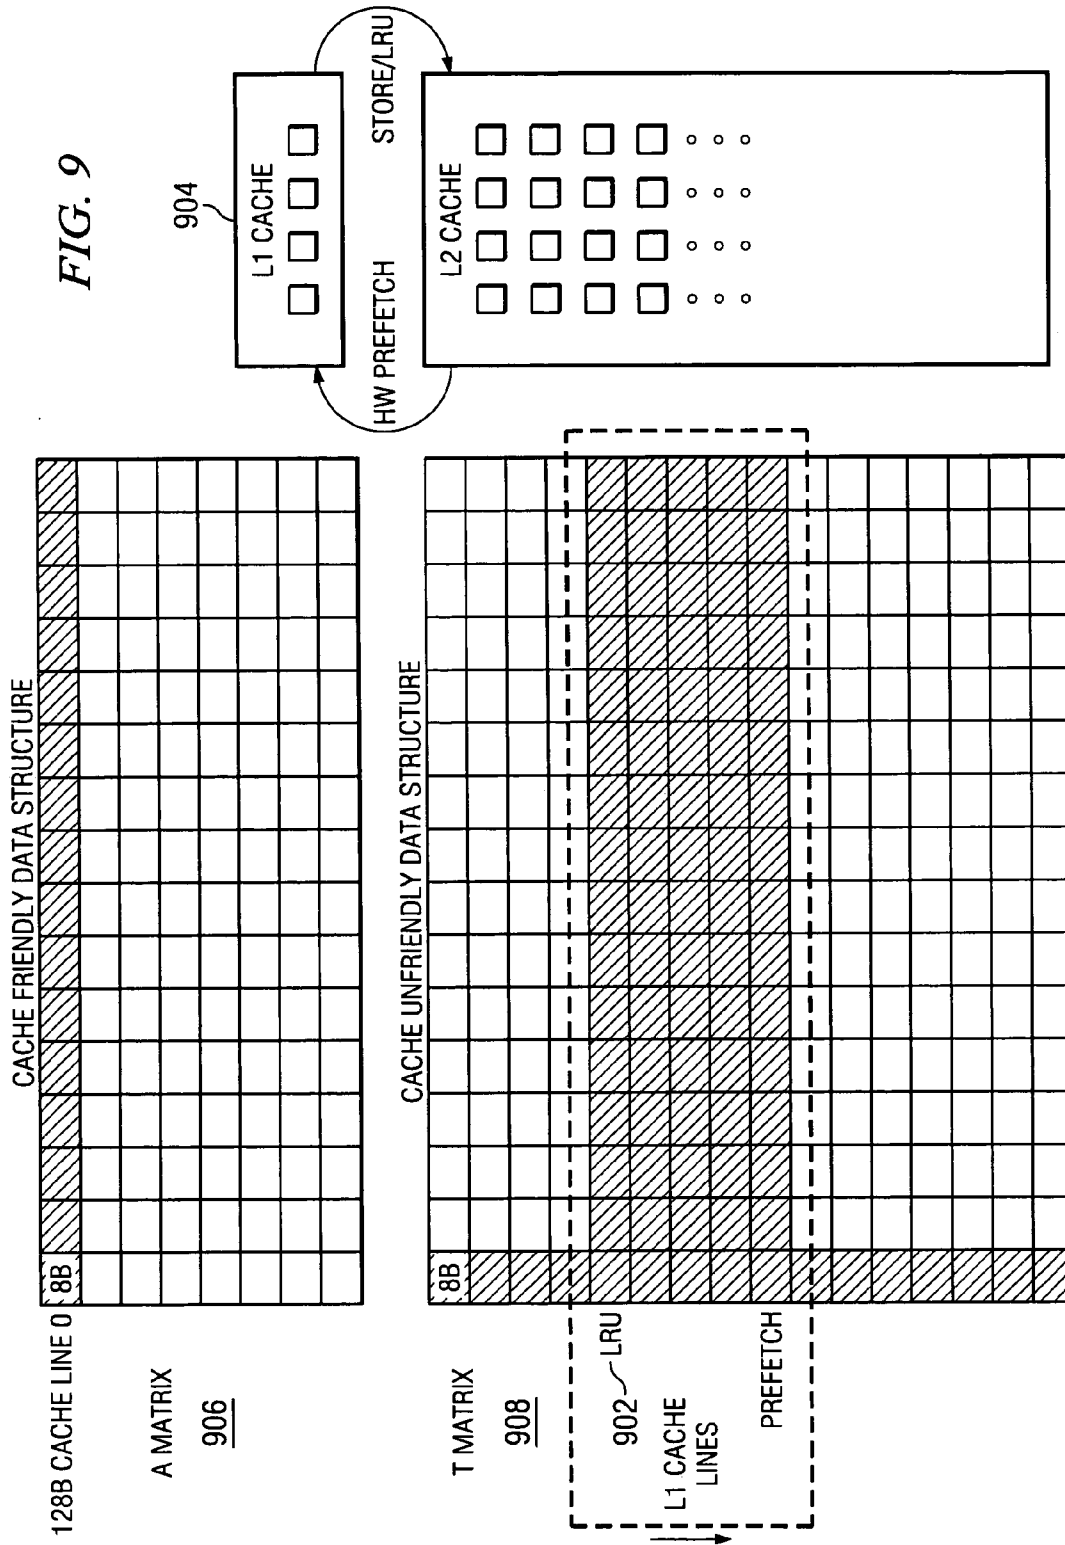 FIG. 9
CACHE FRIENDLY DATA STRUCTURE
128B CACHE LINE 0
8B
A MATRIX
906
904
L1 CACHE
HW PREFETCH
STORE/LRU
L2 CACHE
CACHE UNFRIENDLY DATA STRUCTURE
8B
T MATRIX
908
902
LRU
L1 CACHE
LINES
PREFETCH